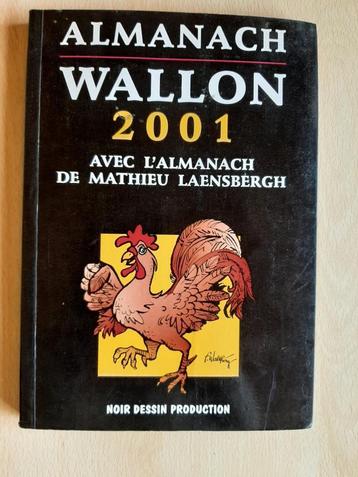 ALMANACH
WALLON
2001
AVEC L'ALMANACH
DE MATHIEU LAENSBERGH
NOIR DESSIN PRODUCTION